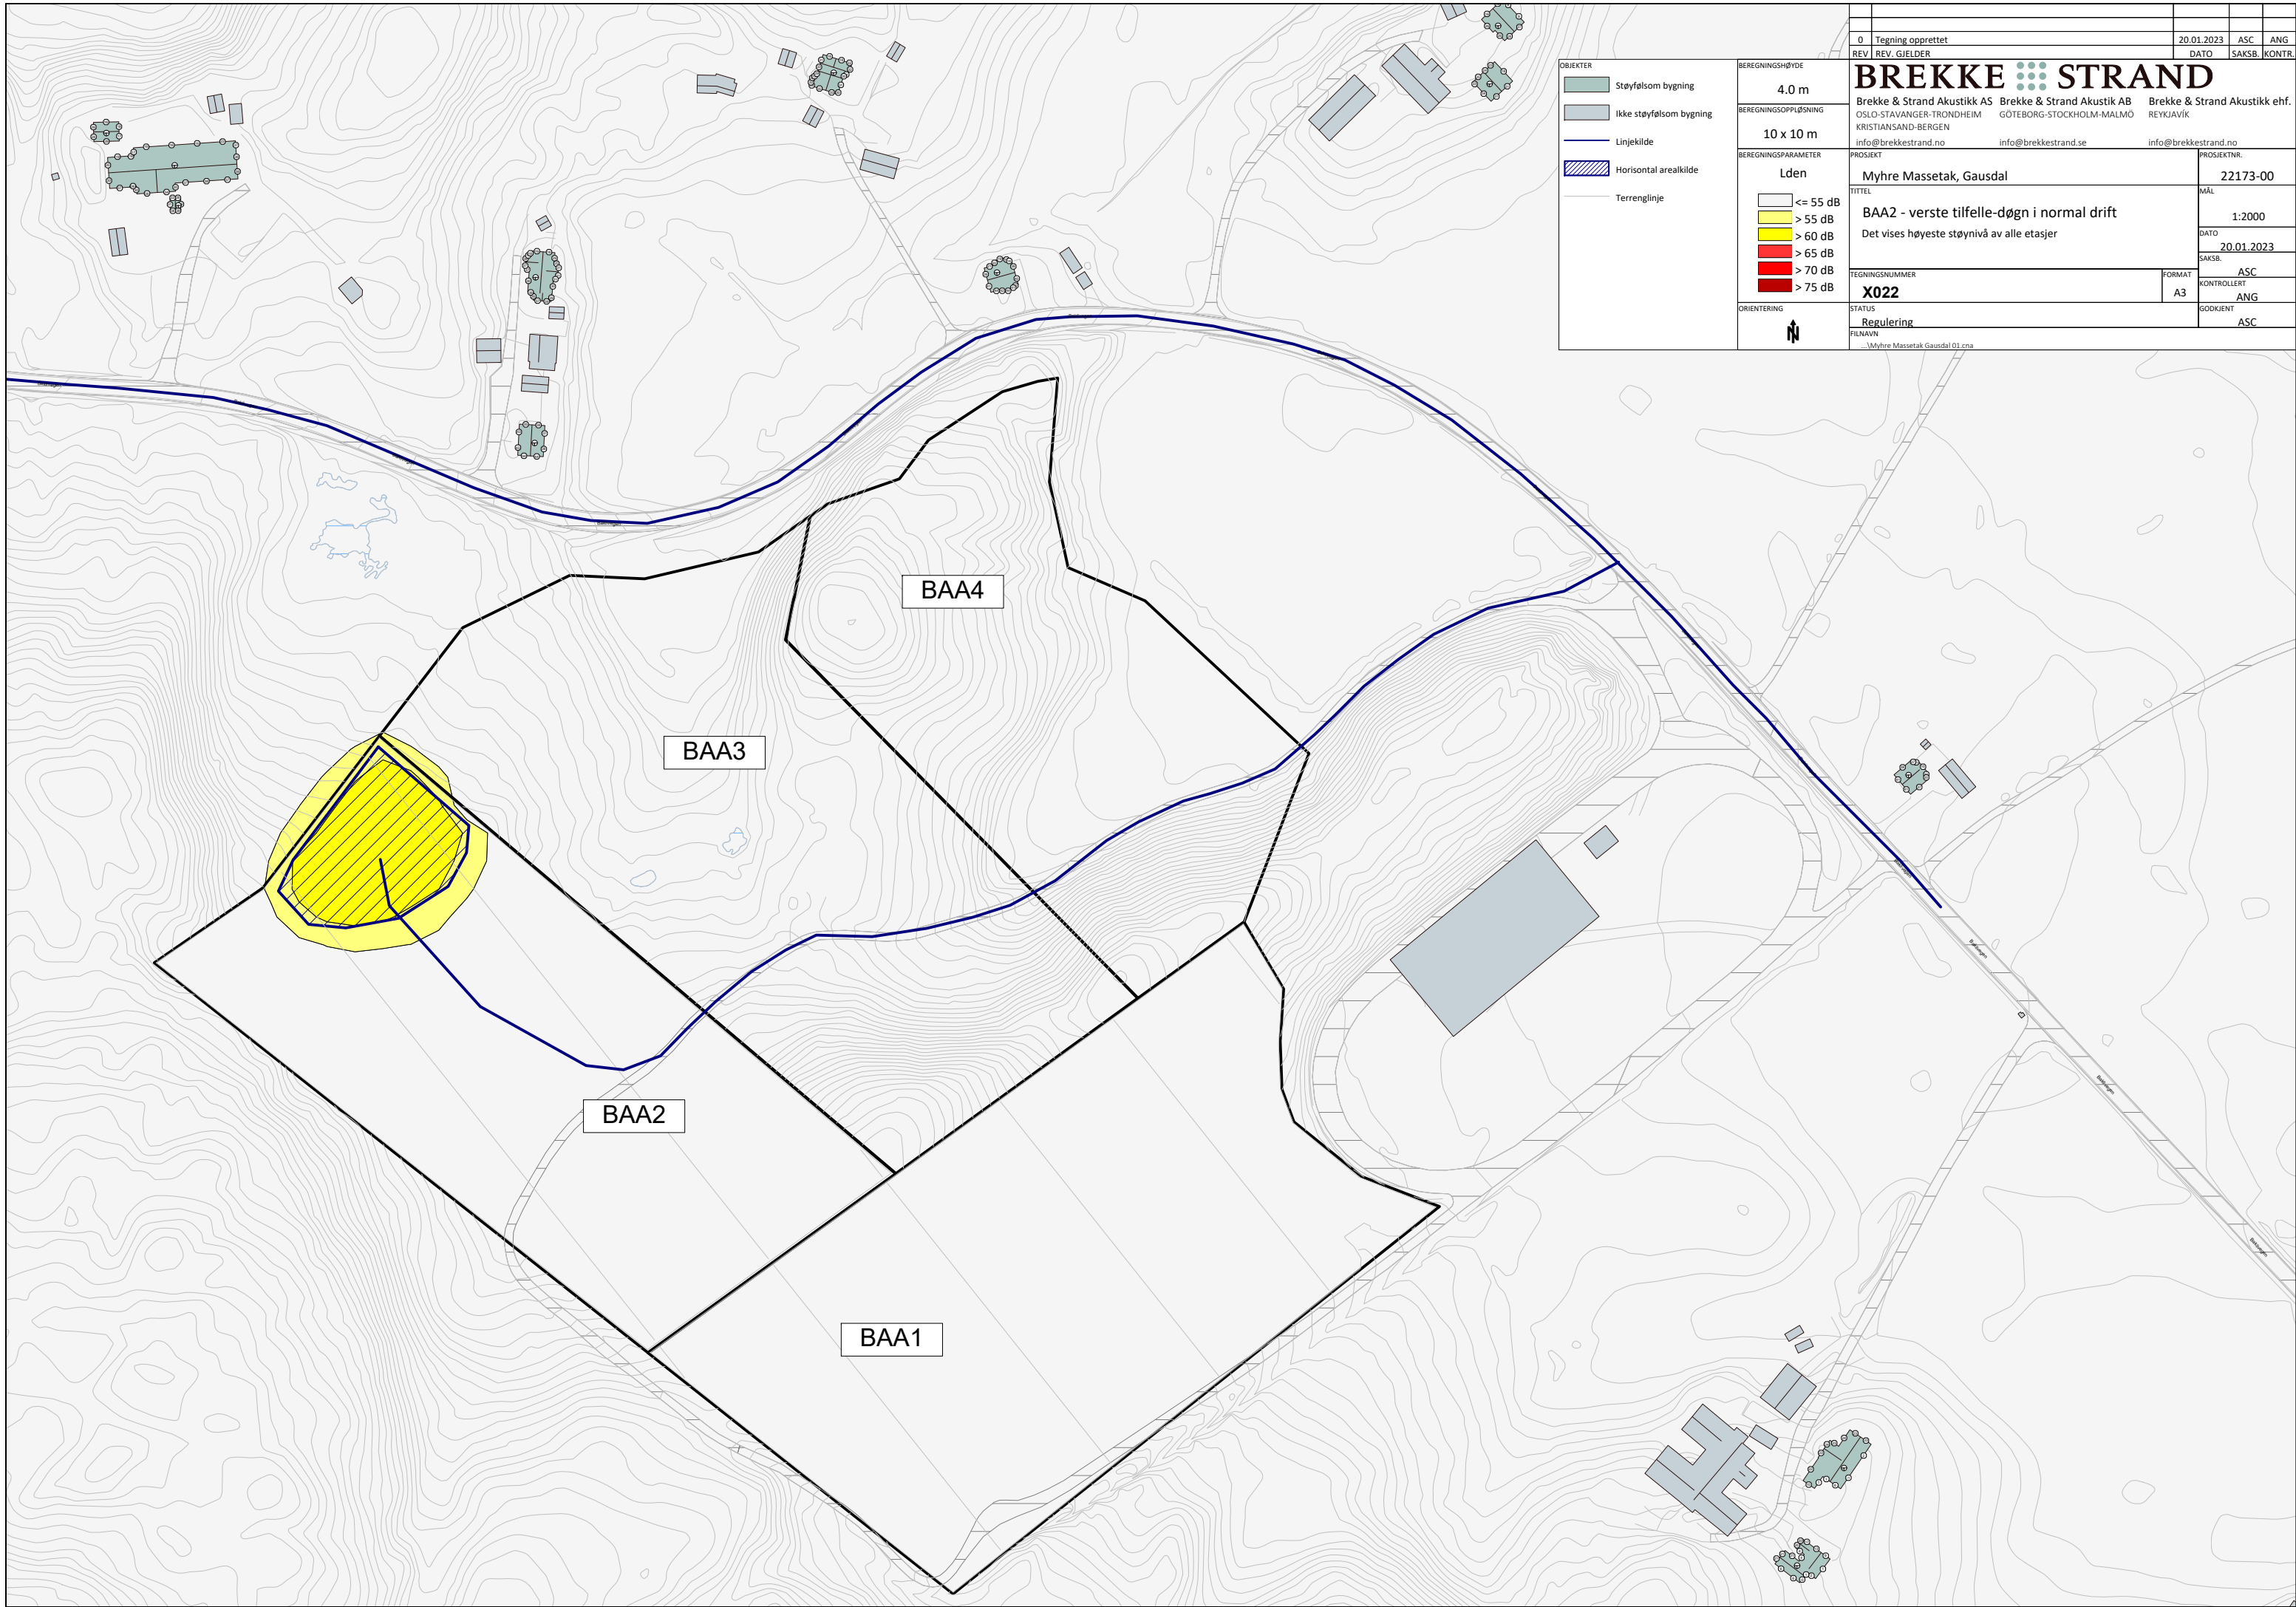 0 Tegning opprettet 20.01.2023 ASC ANG
REV REV. GJELDER DATO SAKSB. KONTR.
OBJEKTER
Støyfølsom bygning
Ikke støyfølsom bygning
Linjekilde
Horisontal arealkilde
Terrenglinje
BEREGNINGSHØYDE
4.0 m
BEREGNINGSOPPLØSNING
10 x 10 m
BEREGNINGSPARAMETER
Lden
<= 55 dB
> 55 dB
> 60 dB
> 65 dB
> 70 dB
> 75 dB
ORIENTERING
N
BREKKE STRAND
Brekke & Strand Akustikk AS Brekke & Strand Akustik AB Brekke & Strand Akustikk ehf.
OSLO-STAVANGER-TRONDHEIM GÖTEBORG-STOCKHOLM-MALMÖ REYKJAVÍK
KRISTIANSAND-BERGEN
info@brekkestrand.no info@brekkestrand.se info@brekkestrand.no
PROSJEKT
Myhre Massetak, Gausdal
PROSJEKTNR.
22173-00
TITTEL
BAA2 - verste tilfelle-døgn i normal drift
Det vises høyeste støynivå av alle etasjer
MÅL
1:2000
DATO
20.01.2023
SAKSB.
ASC
TEGNINGSNUMMER
X022
FORMAT
A3
KONTROLLERT
ANG
STATUS
Regulering
GODKJENT
ASC
FILNAVN
...\Myhre Massetak Gausdal 01.cna
BAA4
BAA3
BAA2
BAA1